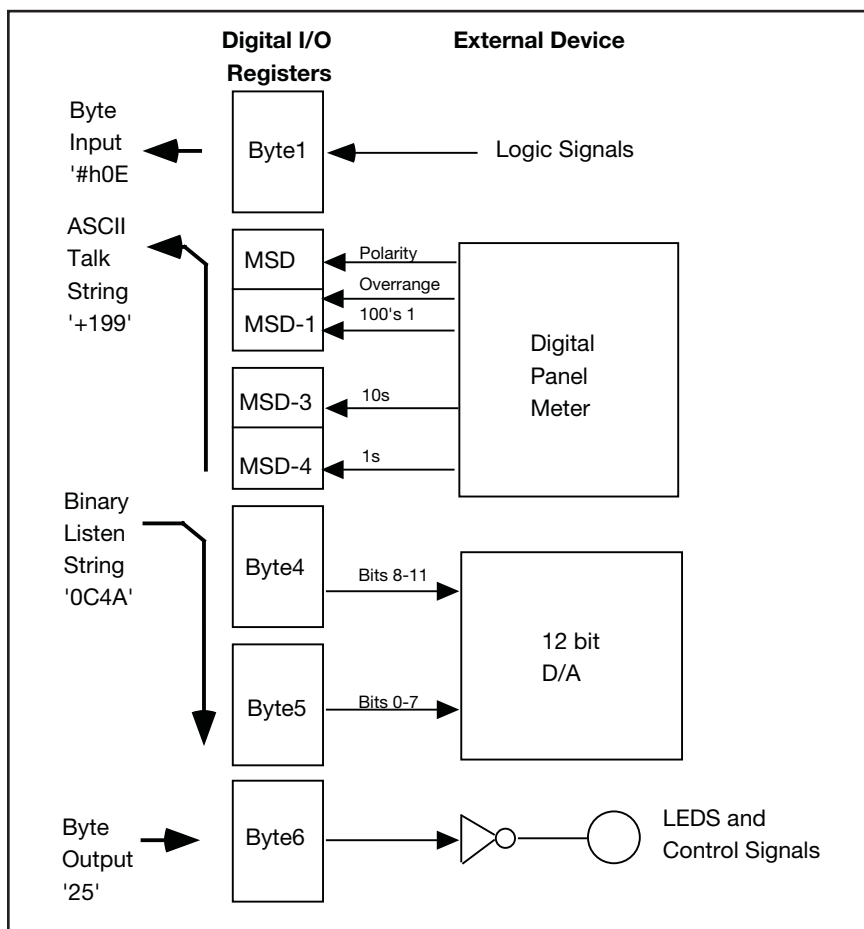 Digital I/O
Registers
External Device
Byte
Input
'#h0E
Byte1
Logic Signals
ASCII
Talk
String
'+199'
MSD
MSD-1
MSD-3
MSD-4
Polarity
Overrange
100's 1
10s
1s
Digital
Panel
Meter
Binary
Listen
String
'0C4A'
Byte4
Bits 8-11
Byte5
Bits 0-7
12 bit
D/A
Byte
Output
'25'
Byte6
LEDS and
Control Signals